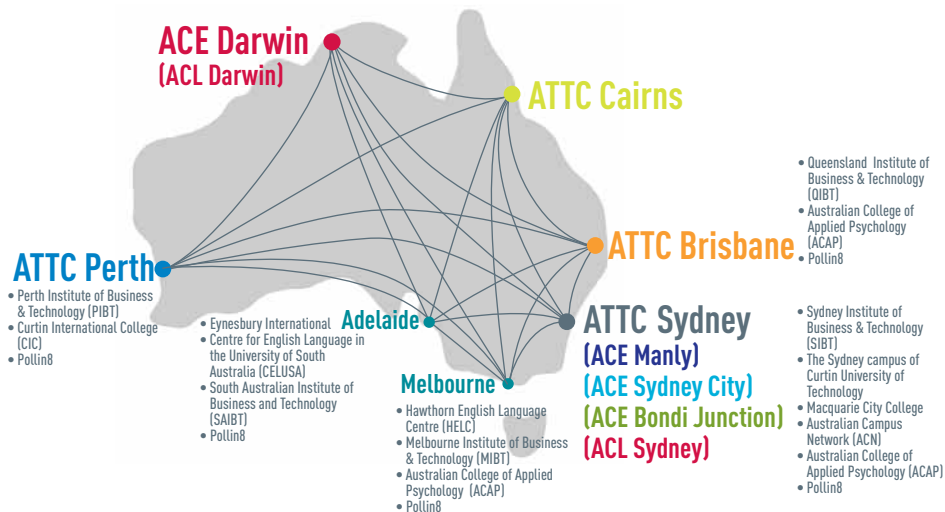 ACE Darwin
(ACL Darwin)
ATTC Cairns
• Queensland Institute of
Business & Technology
(QIBT)
• Australian College of
Applied Psychology
(ACAP)
• Pollin8
ATTC Brisbane
ATTC Perth
• Perth Institute of Business
& Technology (PIBT)
• Curtin International College
(CIC)
• Pollin8
Adelaide
• Eynesbury International
• Centre for English Language in
the University of South
Australia (CELUSA)
• South Australian Institute of
Business and Technology
(SAIBT)
• Pollin8
Melbourne
• Hawthorn English Language
Centre (HELC)
• Melbourne Institute of Business
& Technology (MIBT)
• Australian College of Applied
Psychology (ACAP)
• Pollin8
ATTC Sydney
(ACE Manly)
(ACE Sydney City)
(ACE Bondi Junction)
(ACL Sydney)
• Sydney Institute of
Business & Technology
(SIBT)
• The Sydney campus of
Curtin University of
Technology
• Macquarie City College
• Australian Campus
Network (ACN)
• Australian College of
Applied Psychology (ACAP)
• Pollin8